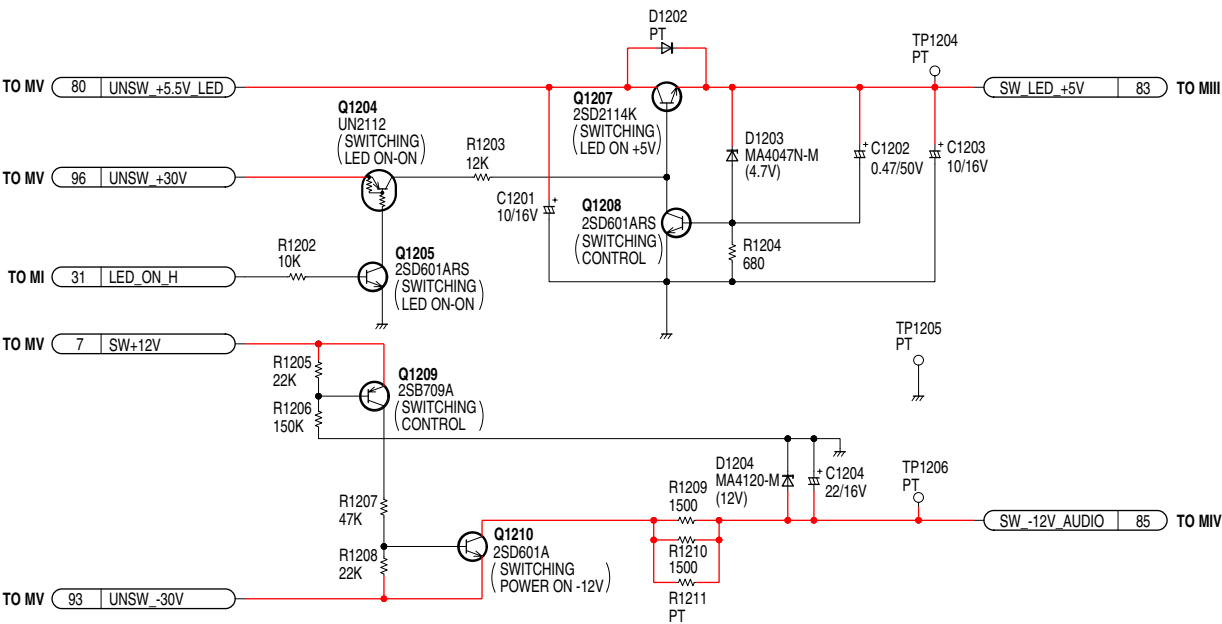 D1202
PT
TP1204
PT
TO MV 80 UNSW_+5.5V_LED
SW_LED_+5V 83 TO MIII
Q1204
UN2112
(SWITCHING
LED ON-ON)
Q1207
2SD2114K
(SWITCHING
LED ON +5V)
R1203
12K
D1203
MA4047N-M
(4.7V)
+ C1202
0.47/50V
+ C1203
10/16V
TO MV 96 UNSW_+30V
C1201
10/16V
+
Q1208
2SD601ARS
(SWITCHING
CONTROL)
R1204
680
R1202
10K
Q1205
2SD601ARS
(SWITCHING
LED ON-ON)
TO MI 31 LED_ON_H
TO MV 7 SW+12V
TP1205
PT
R1205
22K
Q1209
2SB709A
(SWITCHING
CONTROL)
R1206
150K
D1204
MA4120-M
(12V)
+ C1204
22/16V
TP1206
PT
R1207
47K
R1209
1500
Q1210
2SD601A
(SWITCHING
POWER ON -12V)
SW_-12V_AUDIO 85 TO MIV
R1210
1500
R1208
22K
R1211
PT
TO MV 93 UNSW_-30V